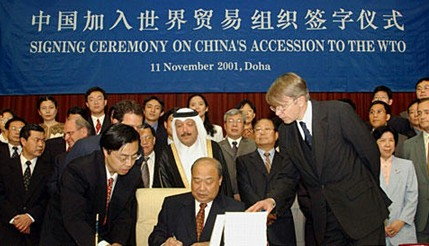 中国加入世界贸易组织签字仪式
SIGNING CEREMONY ON CHINA'S ACCESSION TO THE WTO
11 November 2001, Doha